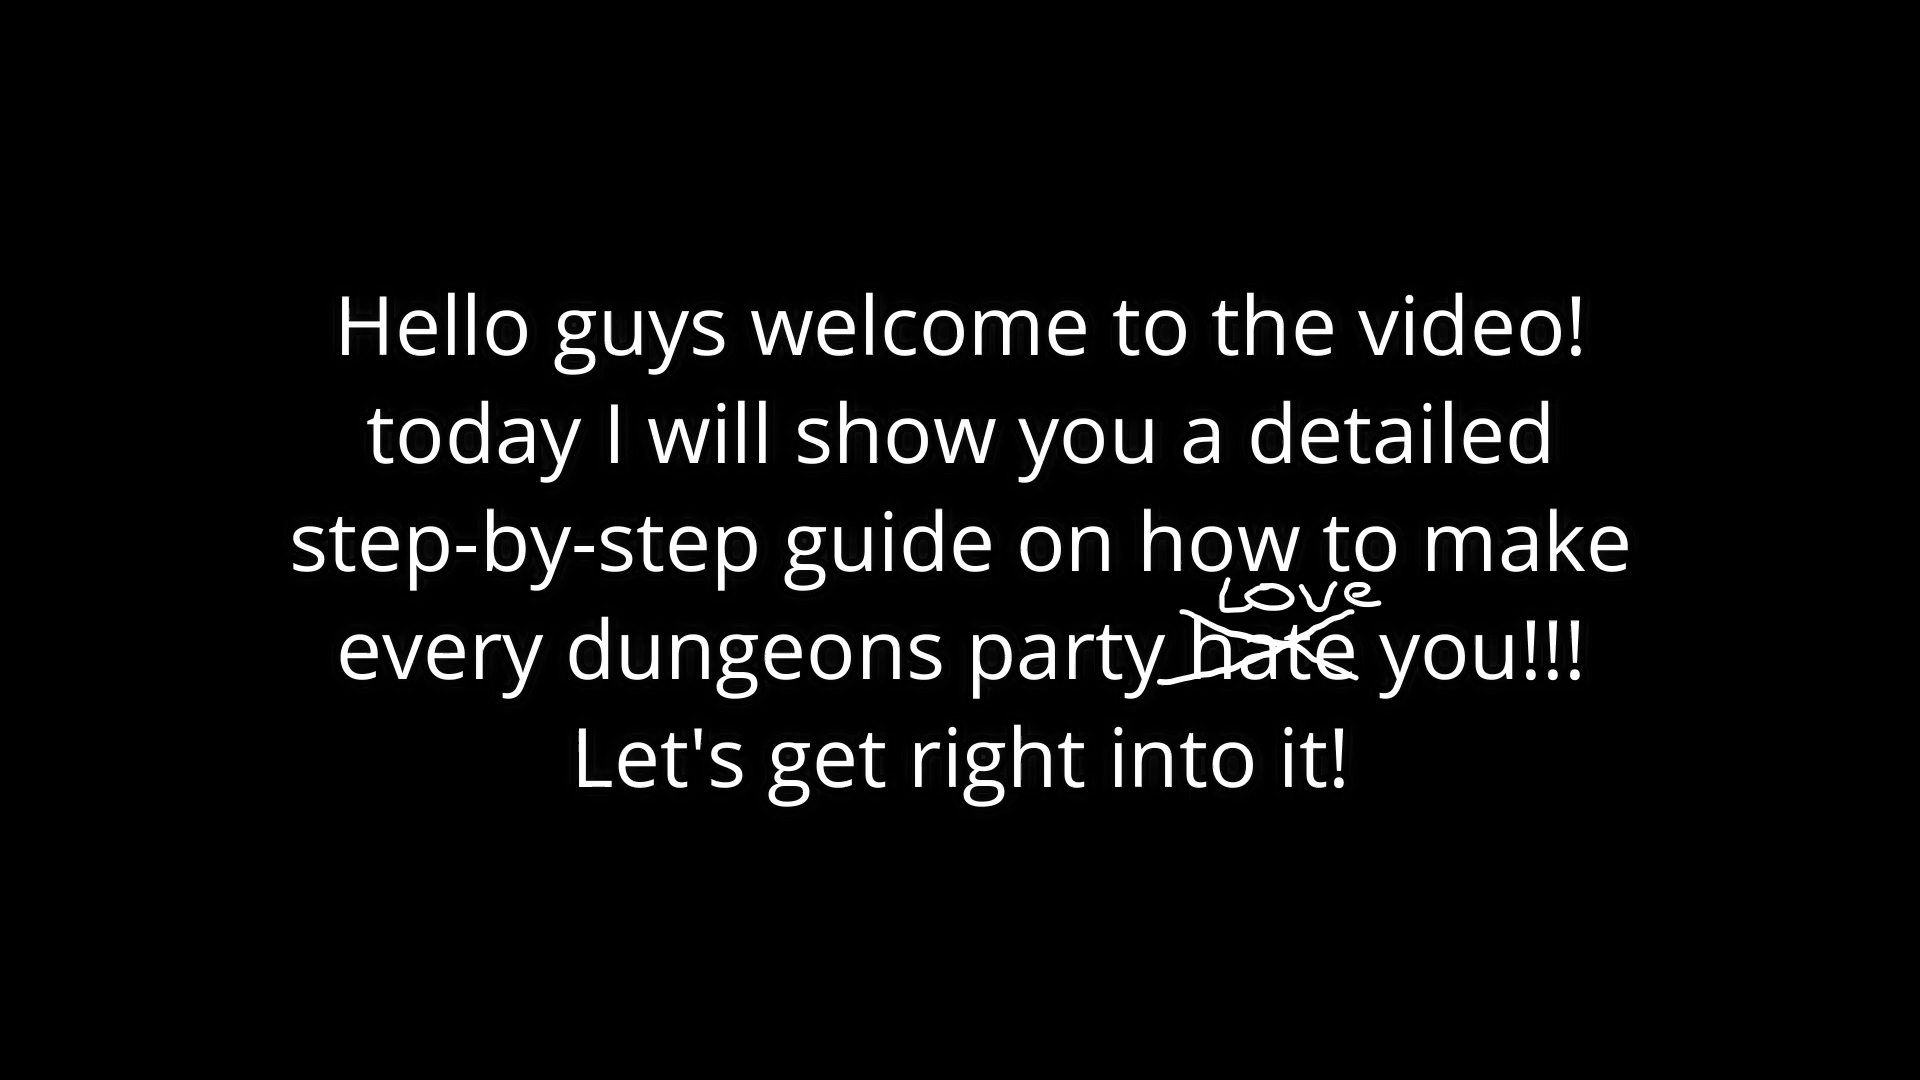 Hello guys welcome to the video!
today I will show you a detailed
step-by-step guide on how to make
Love
every dungeons party hate you!!!
Let's get right into it!